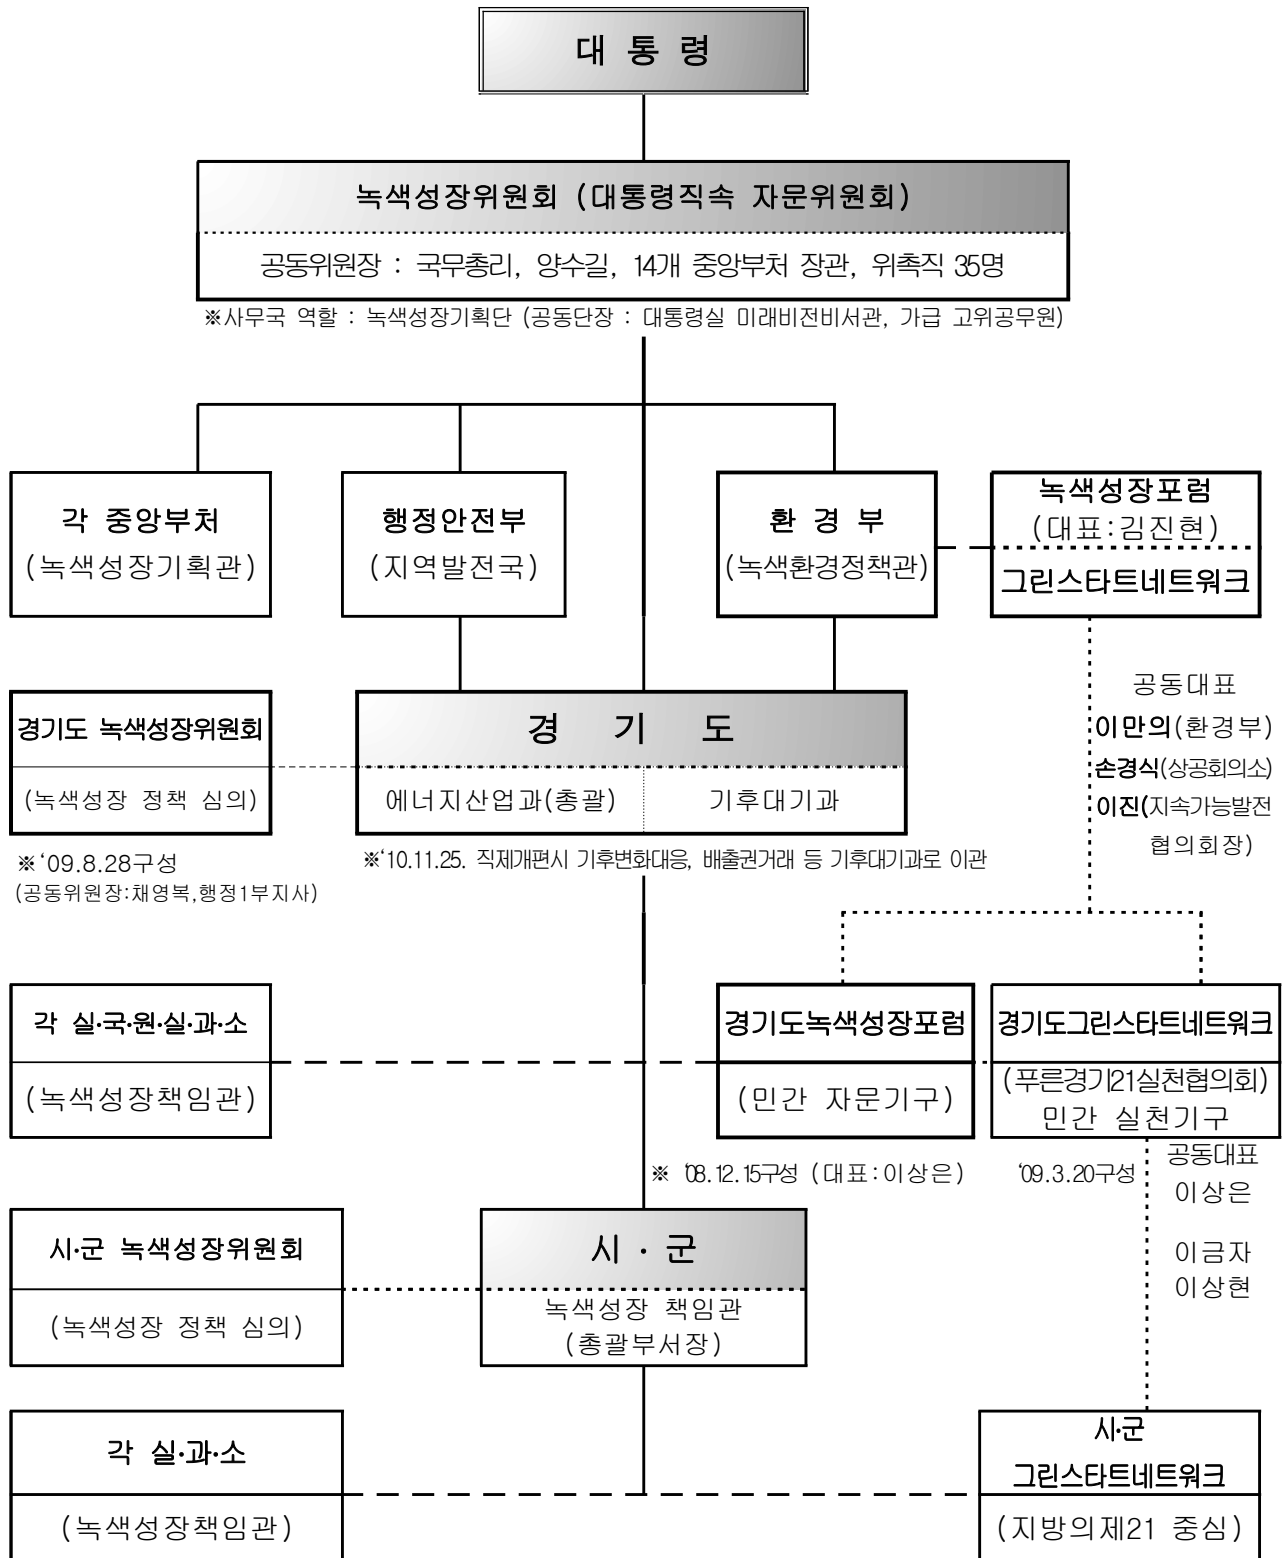 대 통 령
녹색성장위원회 (대통령직속 자문위원회)
공동위원장 : 국무총리, 양수길, 14개 중앙부처 장관, 위촉직 35명
※사무국 역할 : 녹색성장기획단 (공동단장 : 대통령실 미래비전비서관, 가급 고위공무원)
각 중앙부처
(녹색성장기획관)
행정안전부
(지역발전국)
환 경 부
(녹색환경정책관)
녹색성장포럼
(대표:김진현)
그린스타트네트워크
공동대표
이만의(환경부)
손경식(상공회의소)
이진(지속가능발전
협의회장)
경기도 녹색성장위원회
(녹색성장 정책 심의)
※‘09.8.28구성
(공동위원장:채영복,행정1부지사)
경 기 도
에너지산업과(총괄)
기후대기과
※‘10.11.25. 직제개편시 기후변화대응, 배출권거래 등 기후대기과로 이관
각 실·국·원·실·과·소
(녹색성장책임관)
경기도녹색성장포럼
(민간 자문기구)
※ ‘08.12.15구성 (대표:이상은)
경기도그린스타트네트워크
(푸른경기21실천협의회)
민간 실천기구
‘09.3.20구성
공동대표
이상은
이금자
이상현
시·군 녹색성장위원회
(녹색성장 정책 심의)
시 · 군
녹색성장 책임관
(총괄부서장)
각 실·과·소
(녹색성장책임관)
시·군
그린스타트네트워크
(지방의제21 중심)